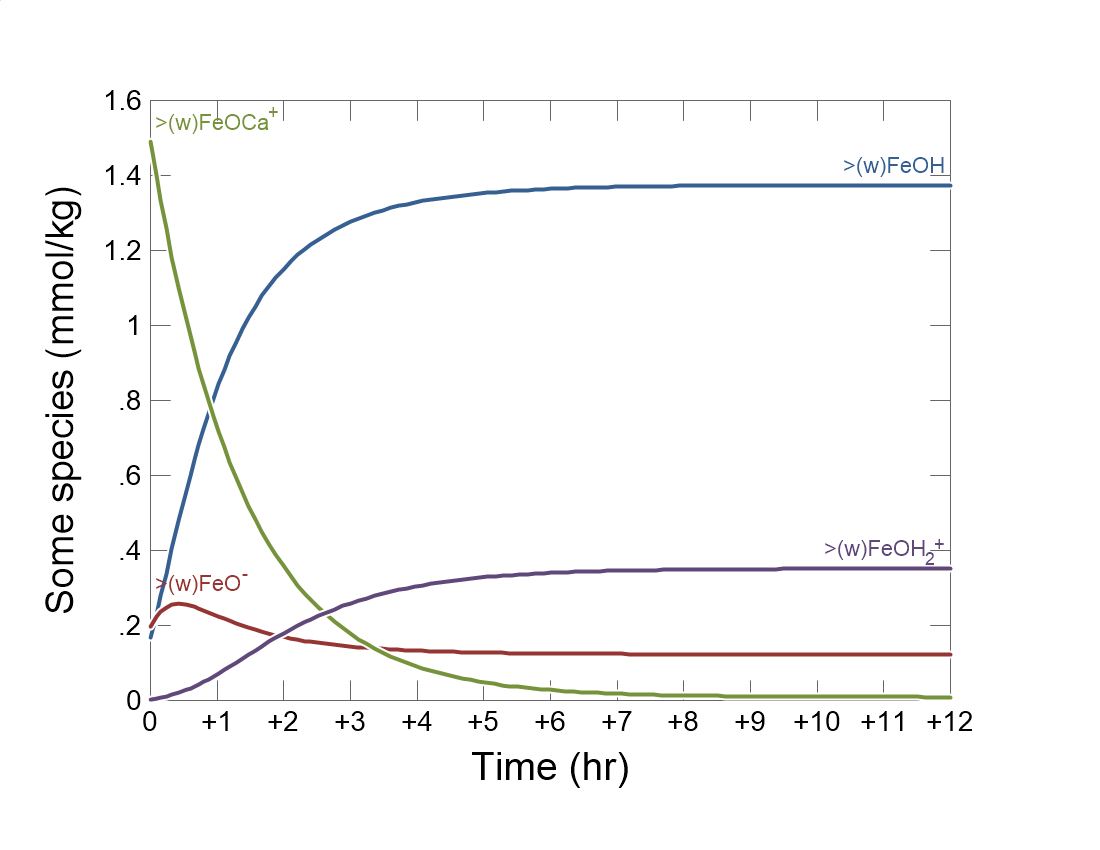 1.6
>(w)FeOCa⁺
>(w)FeOH
1.4
1.2
1
.8
.6
.4
.2
0
Some species (mmol/kg)
>(w)FeOH₂⁺
>(w)FeO⁻
0 +1 +2 +3 +4 +5 +6 +7 +8 +9 +10 +11 +12
Time (hr)